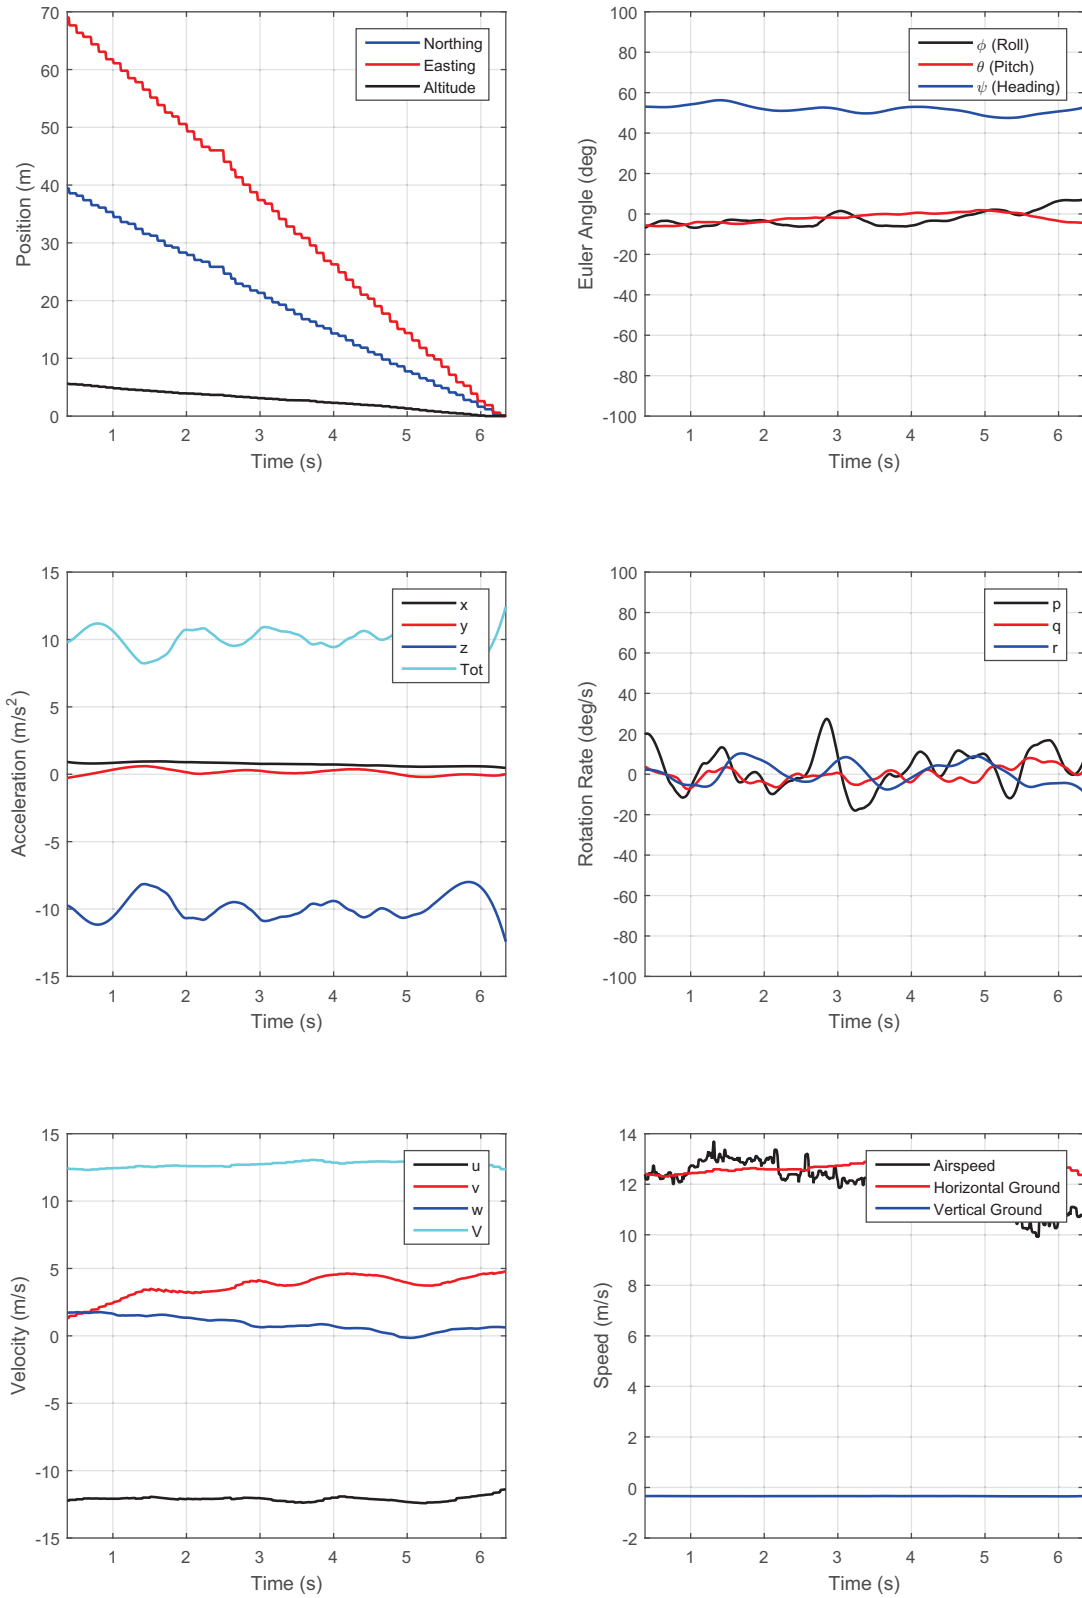 70
60
50
40
30
20
10
0
1 2 3 4 5 6
Position (m)
Time (s)
Northing
Easting
Altitude
100
80
60
40
20
0
-20
-40
-60
-80
-100
1 2 3 4 5 6
Euler Angle (deg)
Time (s)
ϕ (Roll)
θ (Pitch)
ψ (Heading)
15
10
5
0
-5
-10
-15
1 2 3 4 5 6
Acceleration (m/s²)
Time (s)
x
y
z
Tot
100
80
60
40
20
0
-20
-40
-60
-80
-100
1 2 3 4 5 6
Rotation Rate (deg/s)
Time (s)
p
q
r
15
10
5
0
-5
-10
-15
1 2 3 4 5 6
Velocity (m/s)
Time (s)
u
v
w
V
14
12
10
8
6
4
2
0
-2
1 2 3 4 5 6
Speed (m/s)
Time (s)
Airspeed
Horizontal Ground
Vertical Ground